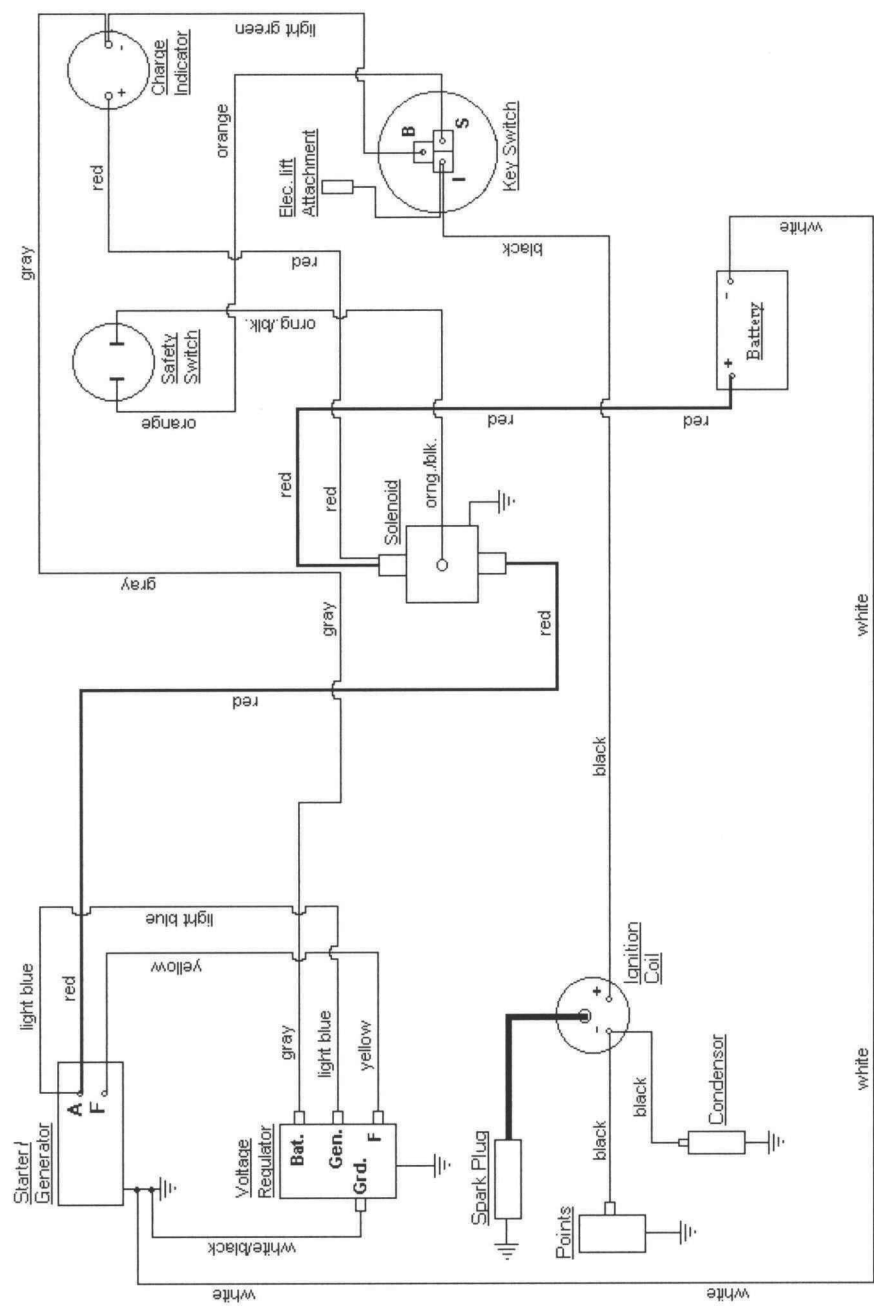 Starter /
Generator
A
F
light blue
red
light blue
yellow
white
white/black
Voltage
Regulator
Bat.
Gen.
F
Grd.
gray
light blue
yellow
gray
gray
gray
red
red
Safety
Switch
orange
orng./blk.
Charge
Indicator
+
-
red
light green
orange
red
red
red
Solenoid
orng./blk.
red
red
Elec. lift
Attachment
B
S
I
Key Switch
black
Spark Plug
Points
black
black
Condensor
-
+
Ignition
Coil
black
red
+
-
Battery
white
white
white
white